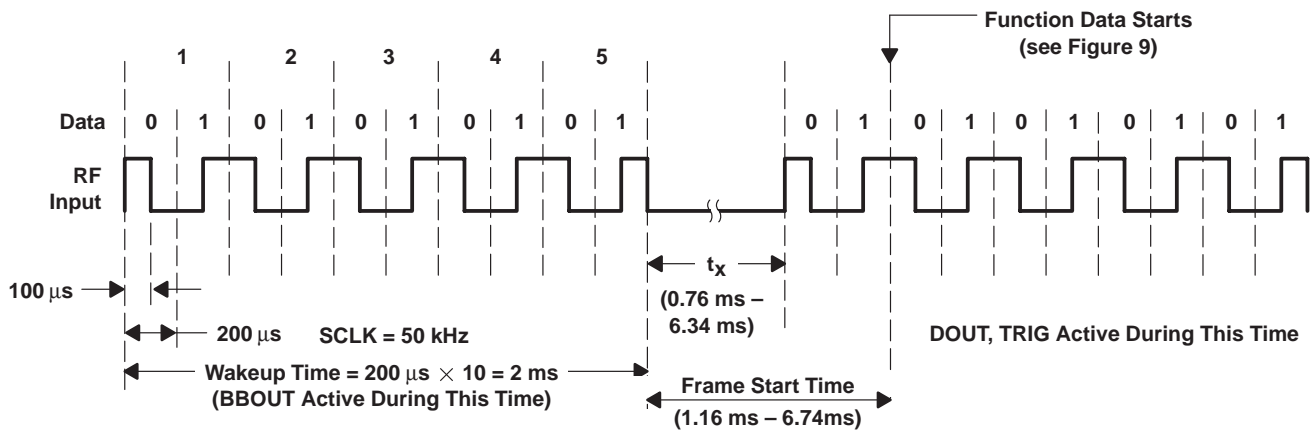 Function Data Starts
(see Figure 9)
1 2 3 4 5
Data 0 1 0 1 0 1 0 1 0 1 0 1 0 1 0 1 0 1 0 1
RF
Input
tx
(0.76 ms –
6.34 ms)
100 µs
200 µs SCLK = 50 kHz
DOUT, TRIG Active During This Time
Wakeup Time = 200 µs × 10 = 2 ms
(BBOUT Active During This Time)
Frame Start Time
(1.16 ms – 6.74ms)